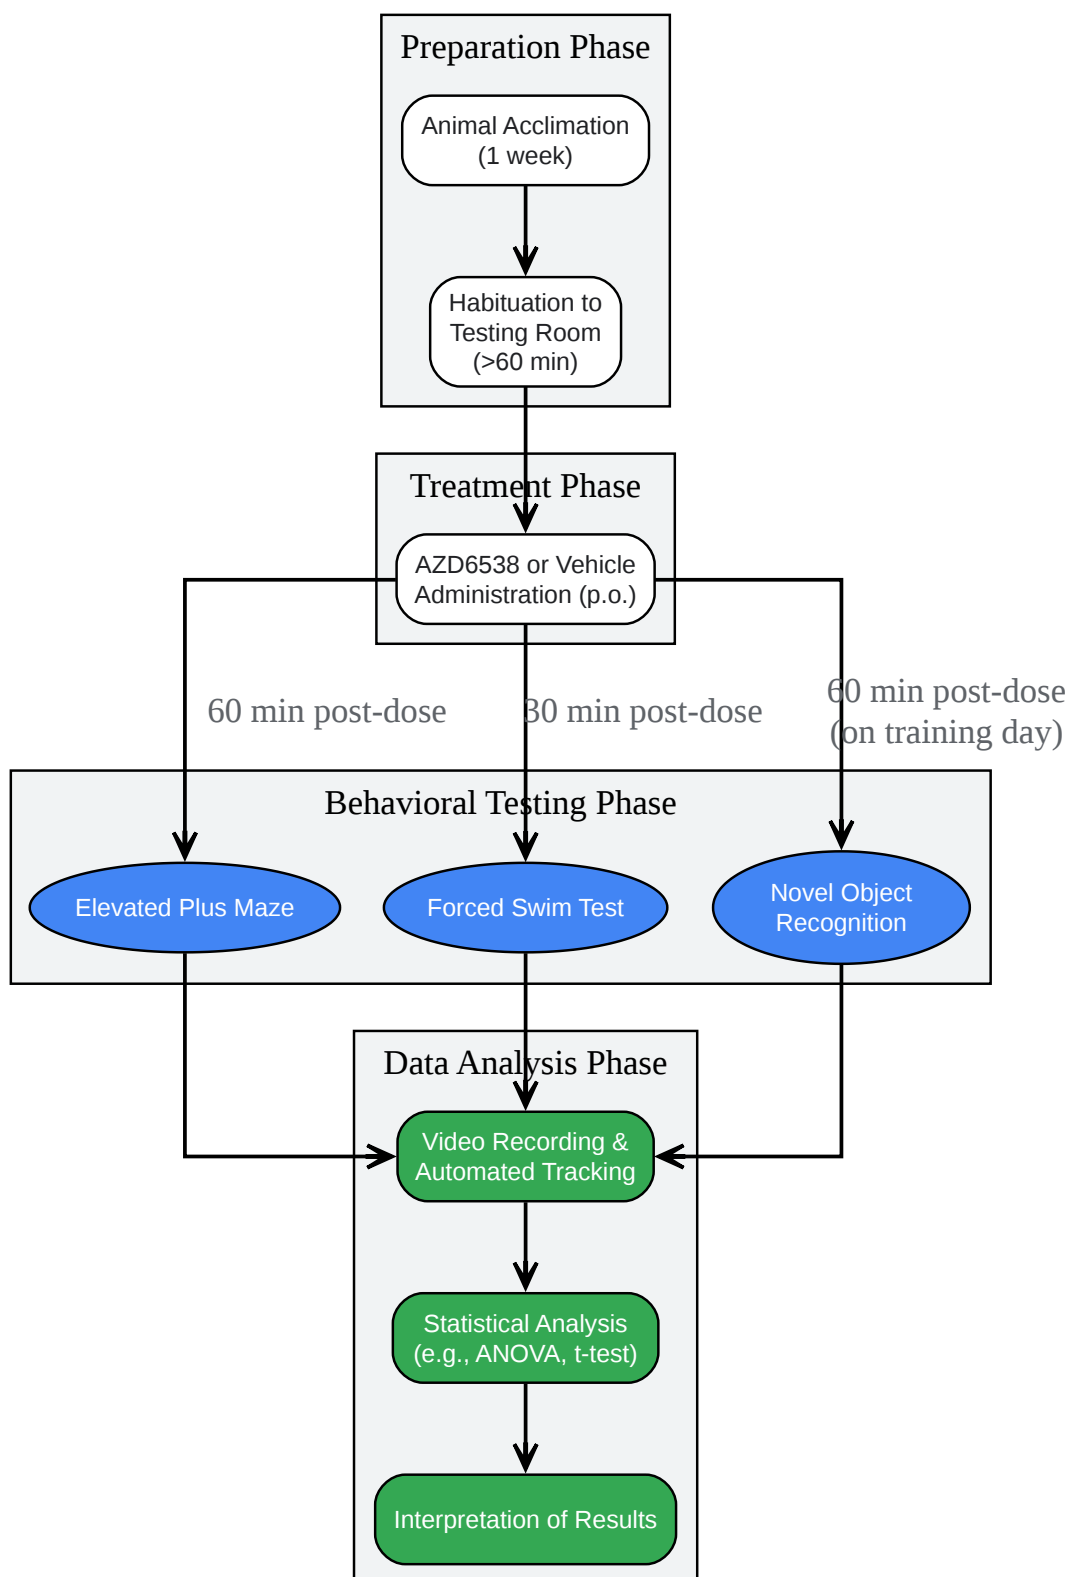 Preparation Phase
Animal Acclimation
(1 week)
Habituation to
Testing Room
(>60 min)
Treatment Phase
AZD6538 or Vehicle
Administration (p.o.)
60 min post-dose
30 min post-dose
60 min post-dose
(on training day)
Behavioral Testing Phase
Elevated Plus Maze
Forced Swim Test
Novel Object
Recognition
Data Analysis Phase
Video Recording &
Automated Tracking
Statistical Analysis
(e.g., ANOVA, t-test)
Interpretation of Results